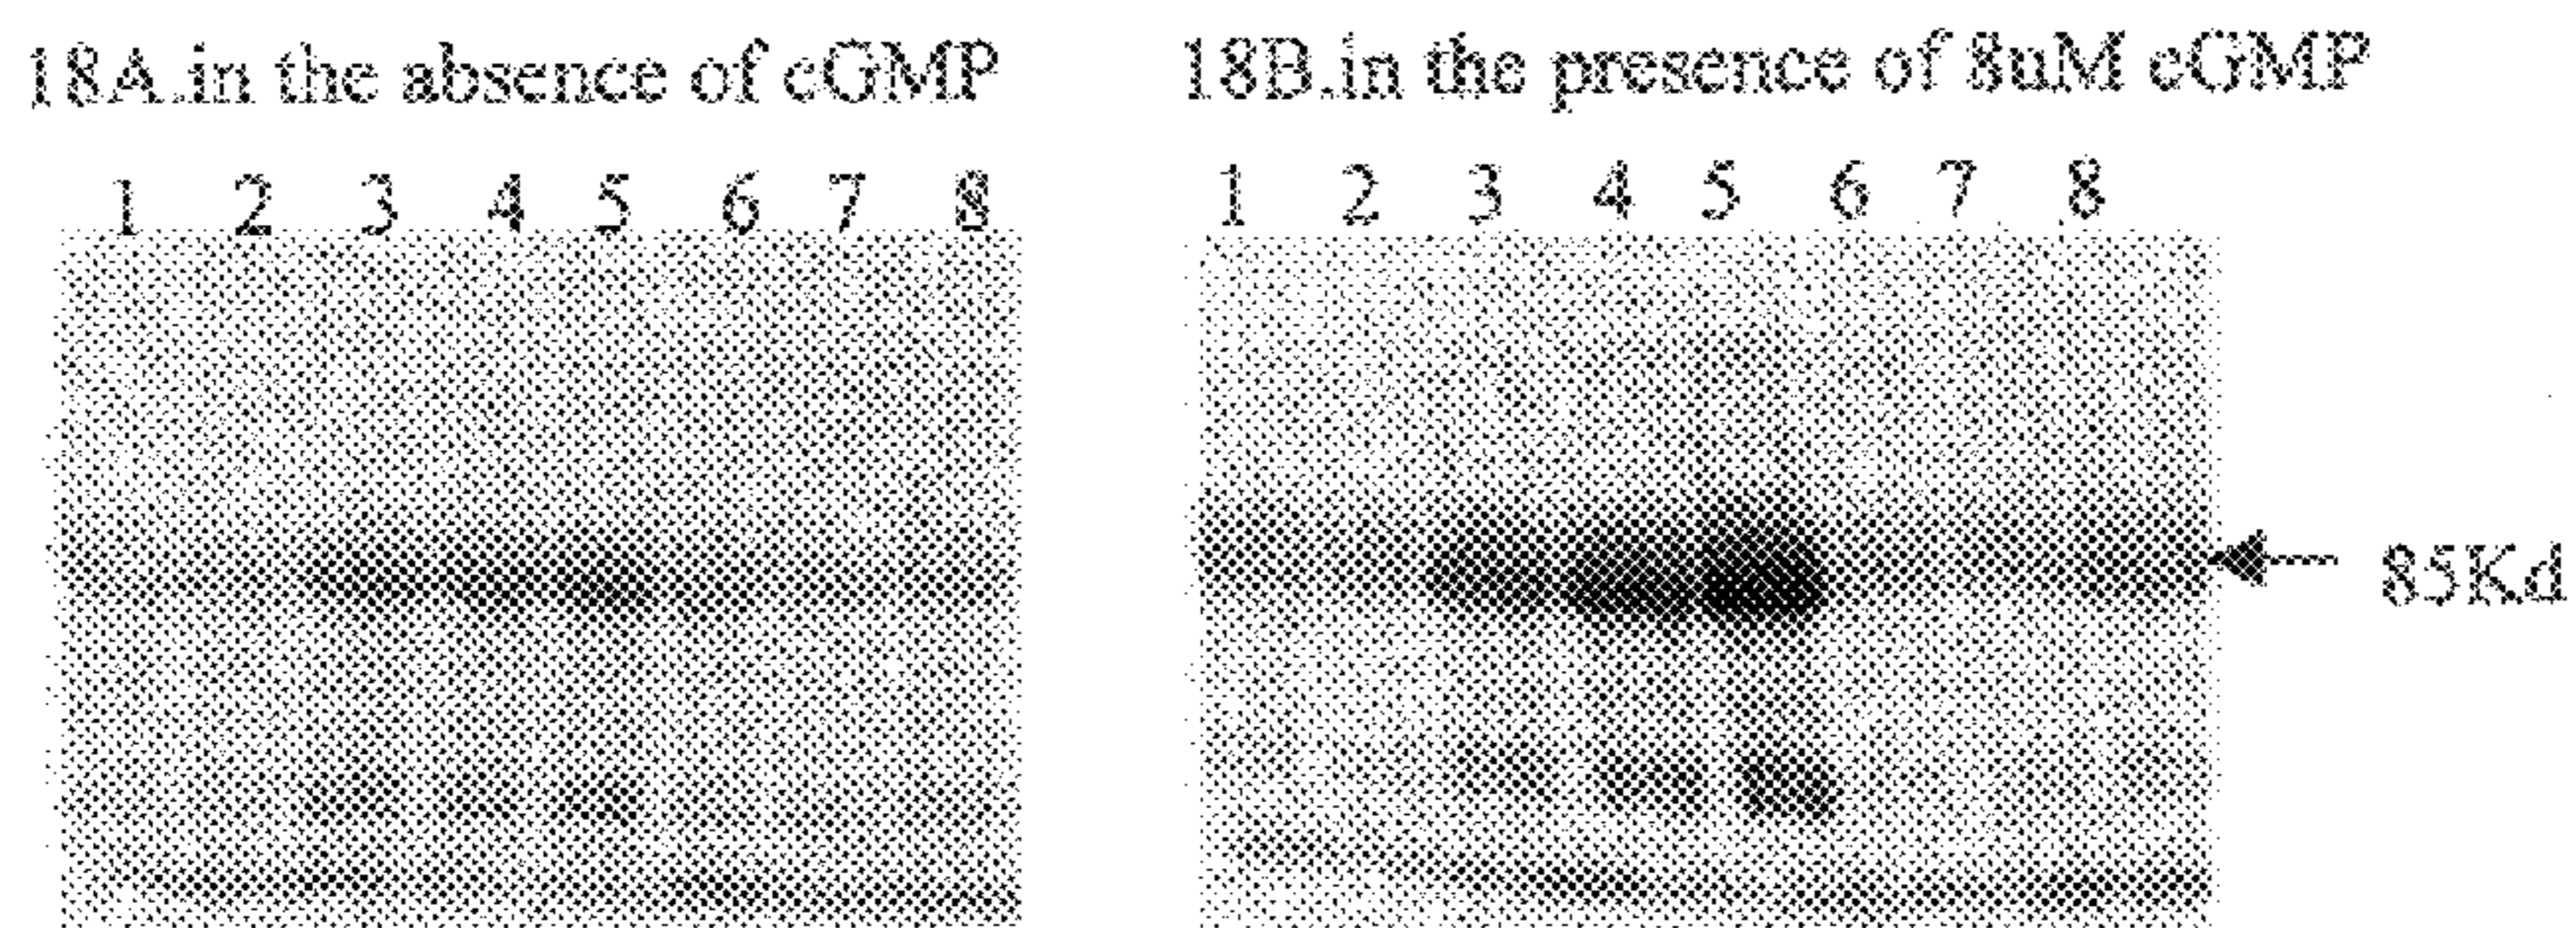 18A.in the absence of cGMP
18B.in the presence of 8uM cGMP
1 2 3 4 5 6 7 8
1 2 3 4 5 6 7 8
85Kd